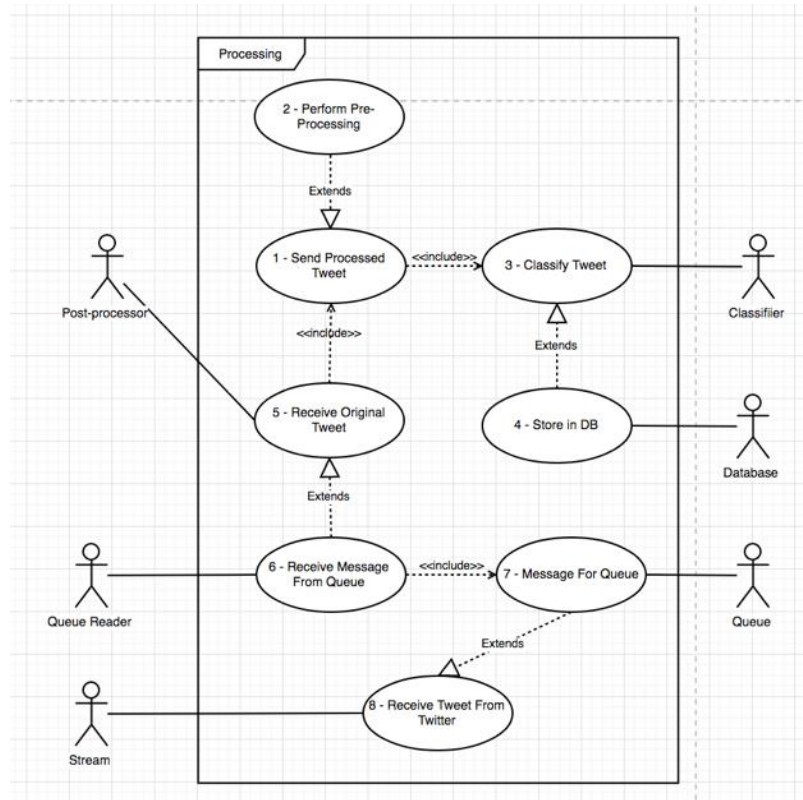 Processing
2 - Perform Pre-
Processing
Extends
1 - Send Processed
Tweet
<<include>>
3 - Classify Tweet
Post-processor
Classifiier
<<include>>
Extends
5 - Receive Original
Tweet
4 - Store in DB
Database
Extends
6 - Receive Message
From Queue
<<include>>
7 - Message For Queue
Queue Reader
Queue
Extends
8 - Receive Tweet From
Twitter
Stream